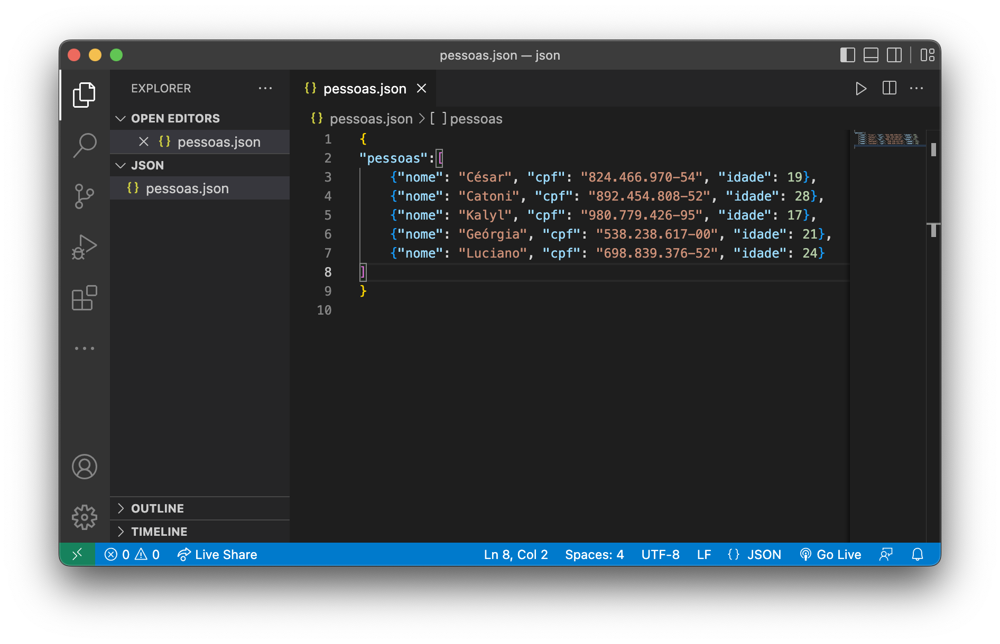 pessoas.json — json
EXPLORER
OPEN EDITORS
pessoas.json
JSON
pessoas.json
OUTLINE
TIMELINE
pessoas.json
{} pessoas.json > [ ] pessoas
1 {
2 "pessoas":[
3 {"nome": "César", "cpf": "824.466.970-54", "idade": 19},
4 {"nome": "Catoni", "cpf": "892.454.808-52", "idade": 28},
5 {"nome": "Kalyl", "cpf": "980.779.426-95", "idade": 17},
6 {"nome": "Geórgia", "cpf": "538.238.617-00", "idade": 21},
7 {"nome": "Luciano", "cpf": "698.839.376-52", "idade": 24}
8 ]
9 }
10
0 0 Live Share Ln 8, Col 2 Spaces: 4 UTF-8 LF {} JSON Go Live